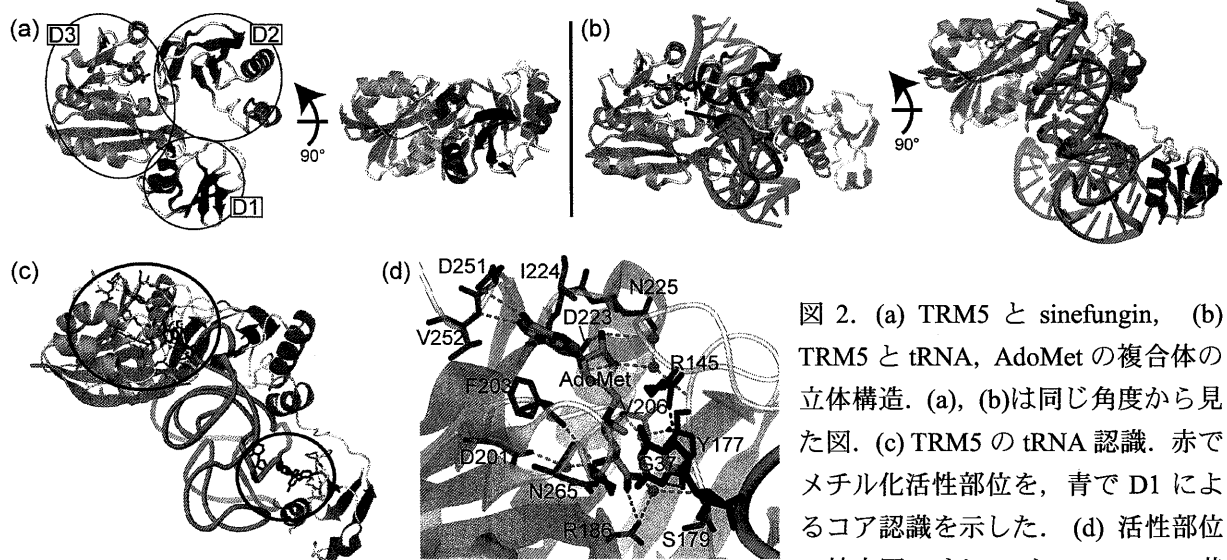 (a)
D3
D2
D1
90°
(b)
90°
(c)
(d)
D251
I224
N225
V252
D223
AdoMet
R145
F203
V206
Y177
D201
G37
N265
R186
S179
図 2. (a) TRM5 と sinefungin, (b)
TRM5 と tRNA, AdoMet の複合体の
立体構造. (a), (b)は同じ角度から見
た図. (c) TRM5 の tRNA 認識. 赤で
メチル化活性部位を, 青で D1 によ
るコア認識を示した. (d) 活性部位